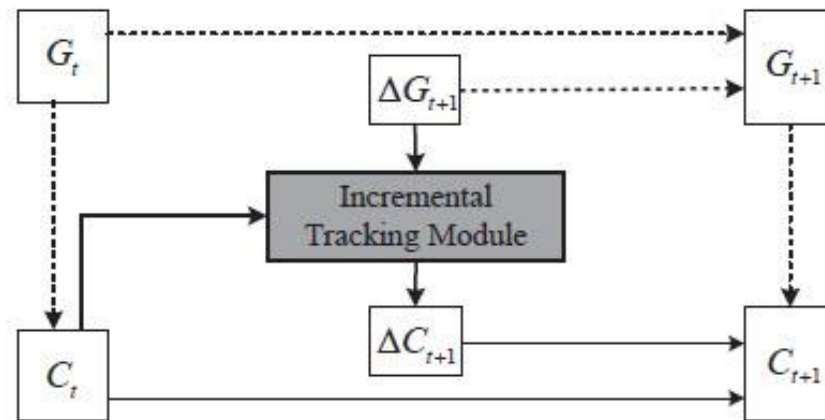 G_t
ΔG_{t+1}
G_{t+1}
Incremental
Tracking Module
C_t
ΔC_{t+1}
C_{t+1}